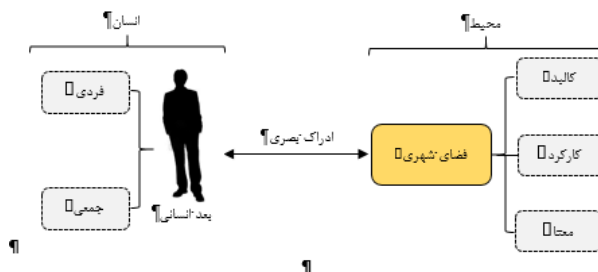 محیط¶
انسان¶
کالبد
فردی
ادراک·بصری¶
فضای·شهری
کارکرد
جمعی
بعد·انسانی¶
معنا
¶
¶